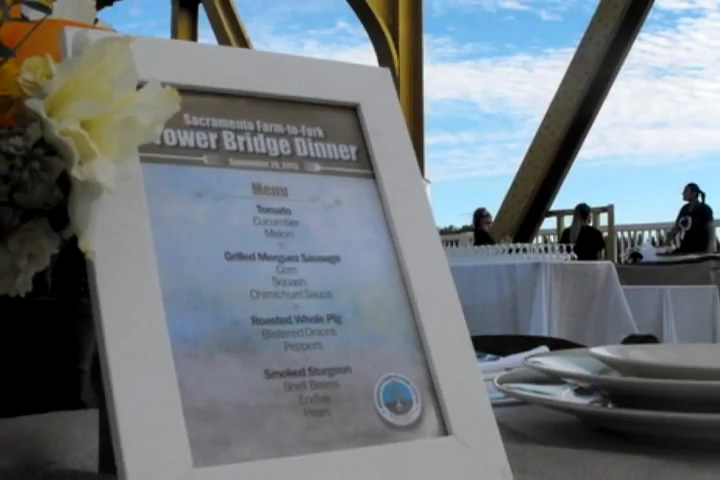 Sacramento Farm-to-Fork
Tower Bridge Dinner
Menu
Tomato
Cucumber
Melon
Grilled Merguez Sausage
Corn
Squash
Chimichurri Sauce
Roasted Whole Pig
Blistered Onions
Peppers
Smoked Sturgeon
Shell Beans
Endive
Pears